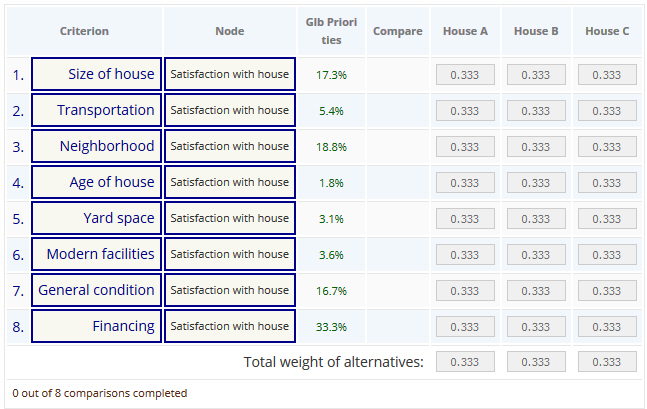 Criterion Node Glb Priori ties Compare House A House B House C
1. Size of house Satisfaction with house 17.3% 0.333 0.333 0.333
2. Transportation Satisfaction with house 5.4% 0.333 0.333 0.333
3. Neighborhood Satisfaction with house 18.8% 0.333 0.333 0.333
4. Age of house Satisfaction with house 1.8% 0.333 0.333 0.333
5. Yard space Satisfaction with house 3.1% 0.333 0.333 0.333
6. Modern facilities Satisfaction with house 3.6% 0.333 0.333 0.333
7. General condition Satisfaction with house 16.7% 0.333 0.333 0.333
8. Financing Satisfaction with house 33.3% 0.333 0.333 0.333
Total weight of alternatives: 0.333 0.333 0.333
0 out of 8 comparisons completed